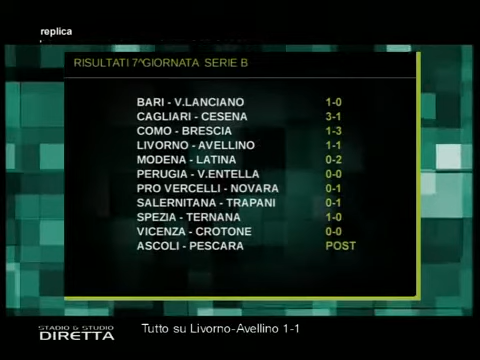 replica
RISULTATI 7^GIORNATA SERIE B
BARI - V.LANCIANO 1-0
CAGLIARI - CESENA 3-1
COMO - BRESCIA 1-3
LIVORNO - AVELLINO 1-1
MODENA - LATINA 0-2
PERUGIA - V.ENTELLA 0-0
PRO VERCELLI - NOVARA 0-1
SALERNITANA - TRAPANI 0-1
SPEZIA - TERNANA 1-0
VICENZA - CROTONE 0-0
ASCOLI - PESCARA POST
STADIO & STUDIO
DIRETTA
Tutto su Livorno-Avellino 1-1